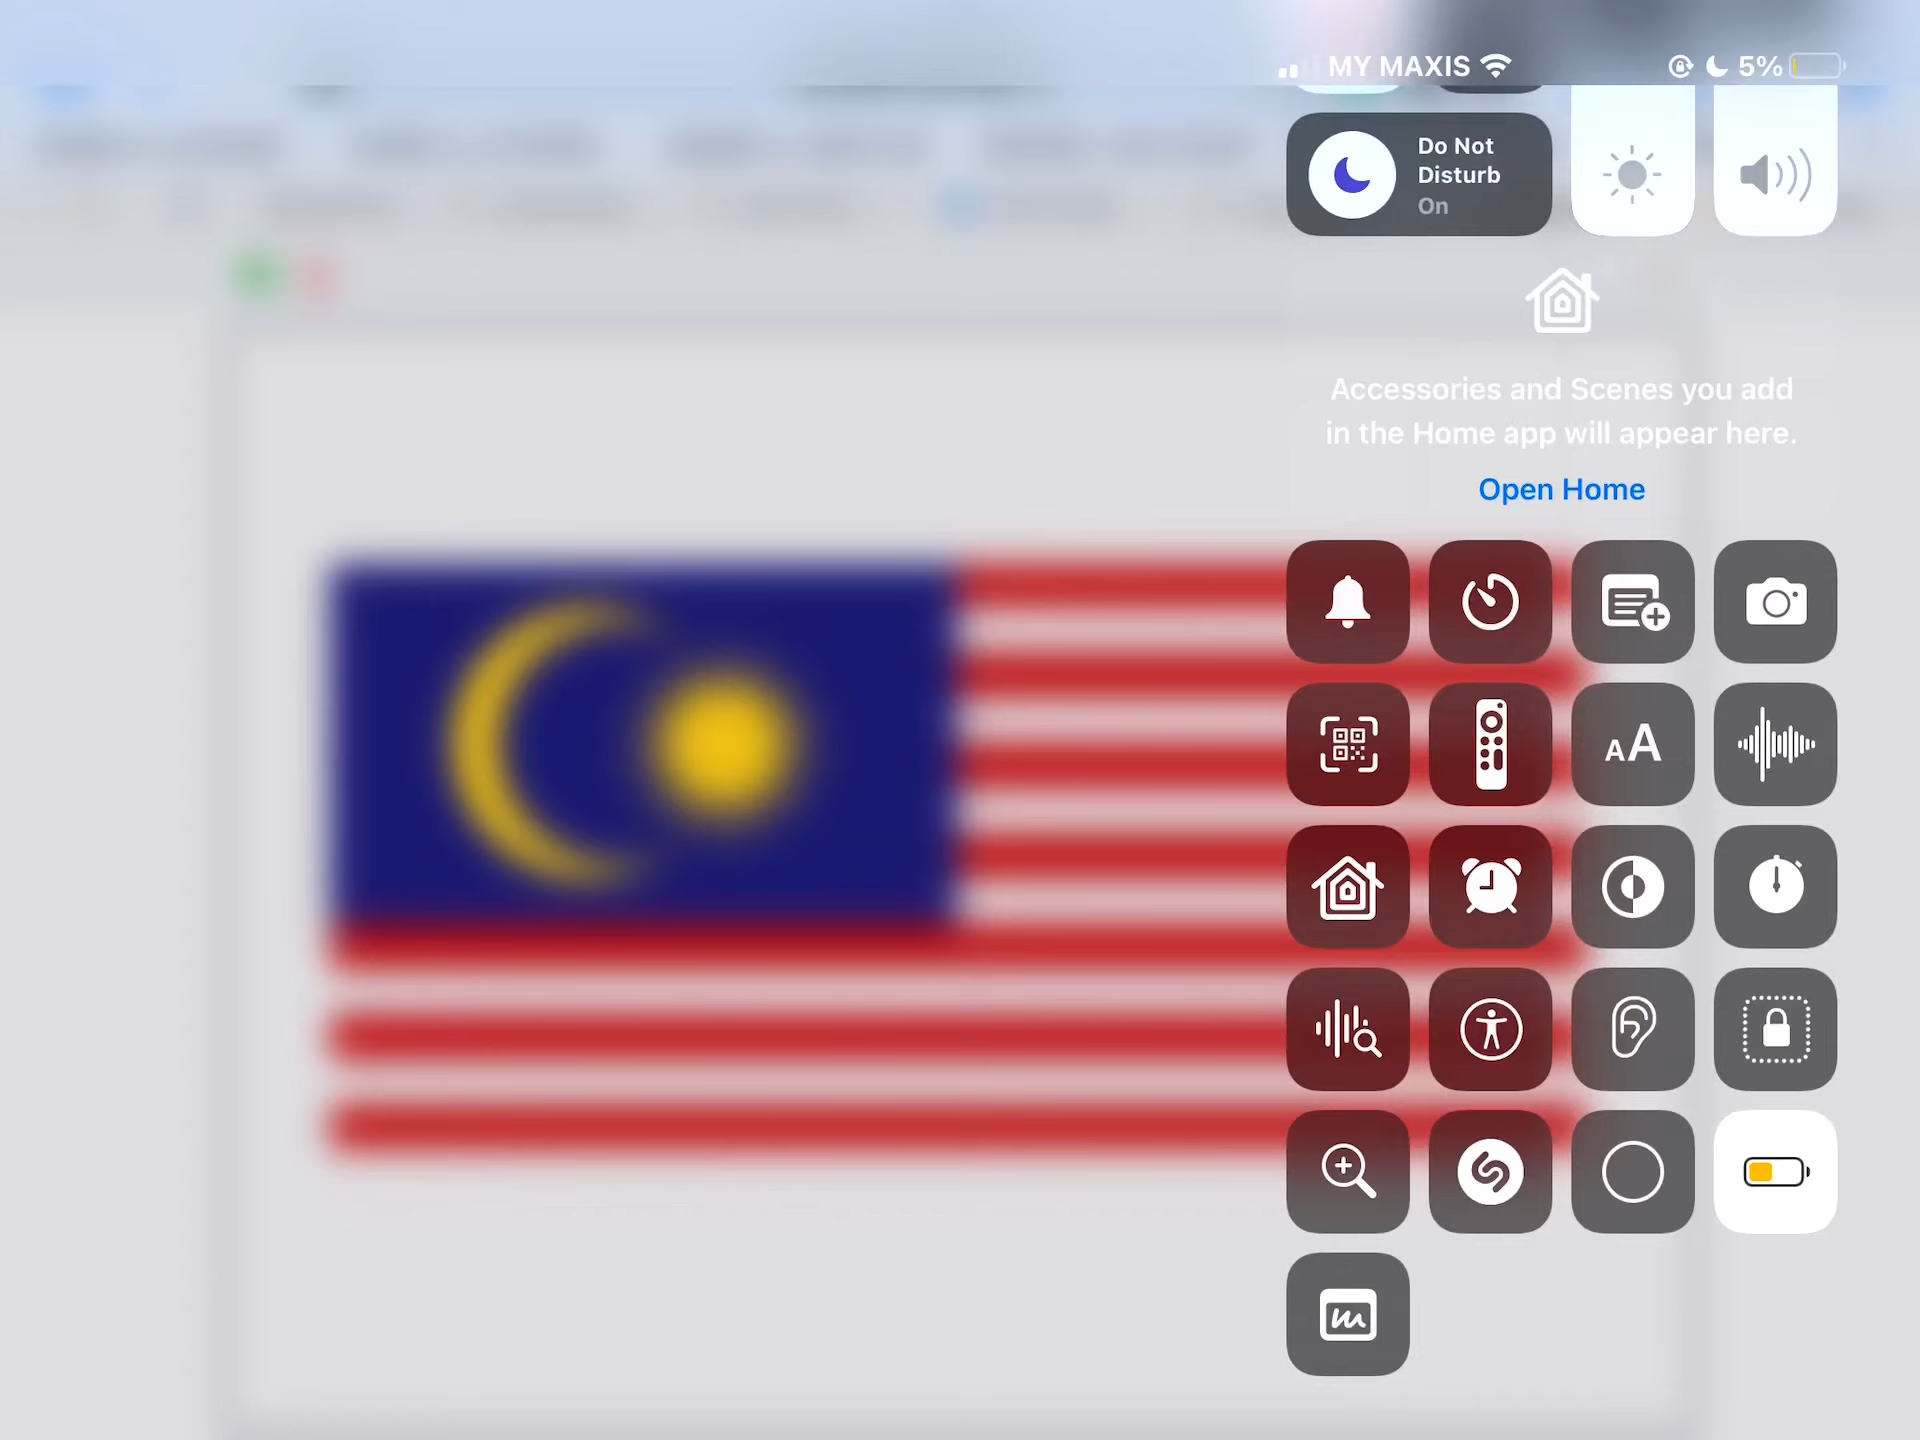 MY MAXIS
5%
Do Not
Disturb
On
Accessories and Scenes you add
in the Home app will appear here.
Open Home
AA